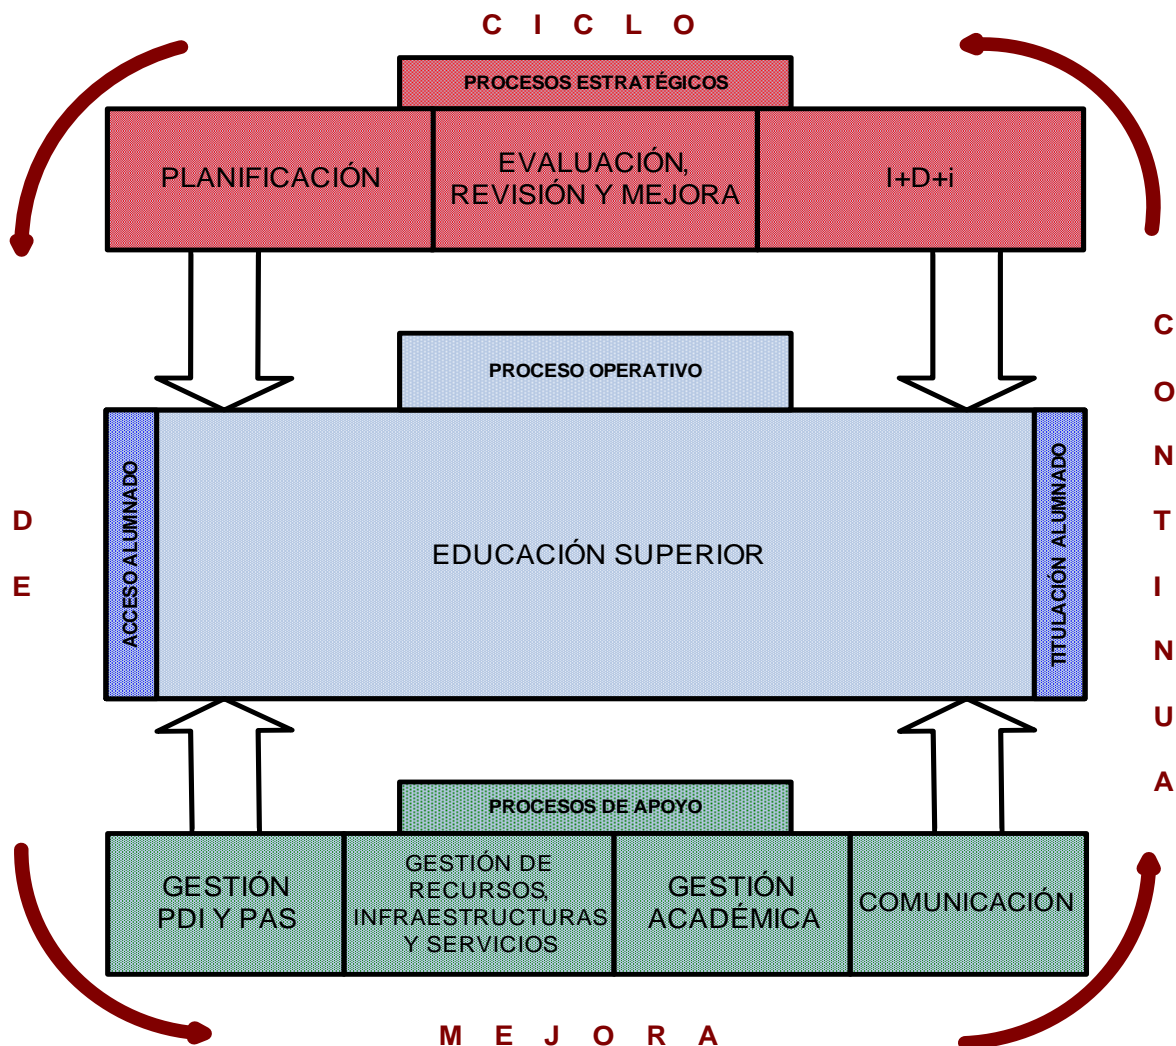 C I C L O
PROCESOS ESTRATÉGICOS
PLANIFICACIÓN
EVALUACIÓN,
REVISIÓN Y MEJORA
I+D+i
D E
PROCESO OPERATIVO
ACCESO ALUMNADO
EDUCACIÓN SUPERIOR
TITULACIÓN ALUMNADO
PROCESOS DE APOYO
GESTIÓN
PDI Y PAS
GESTIÓN DE
RECURSOS,
INFRAESTRUCTURAS
Y SERVICIOS
GESTIÓN
ACADÉMICA
COMUNICACIÓN
M E J O R A
C O N T I N U A